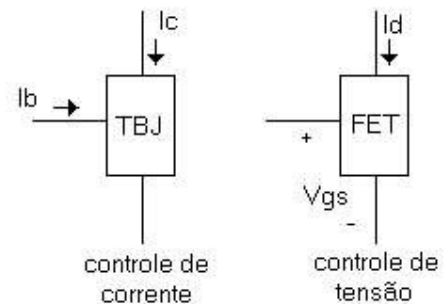 Ic
Ib
TBJ
controle de
corrente
Id
FET
+
Vgs
-
controle de
tensão